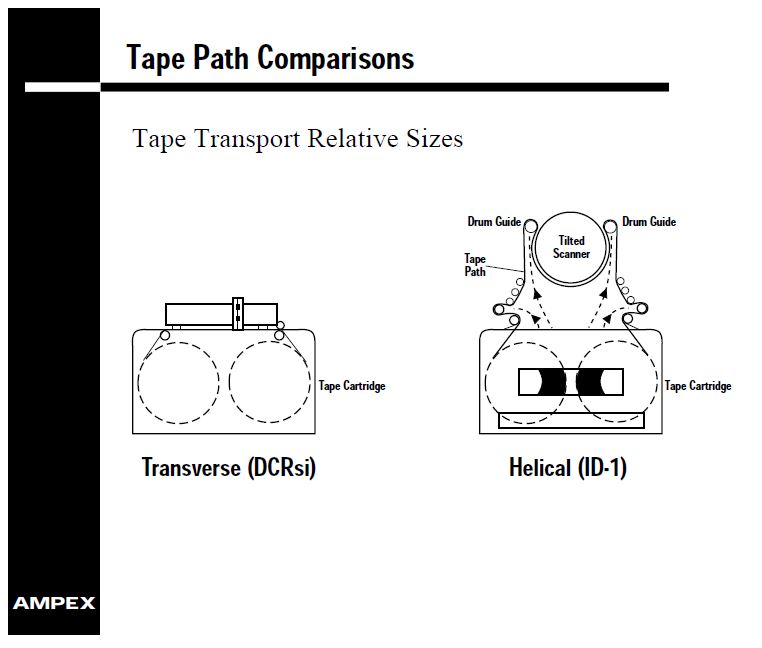 Tape Path Comparisons
Tape Transport Relative Sizes
Drum Guide
Drum Guide
Tilted
Scanner
Tape
Path
Tape Cartridge
Tape Cartridge
Transverse (DCRsi)
Helical (ID-1)
AMPEX